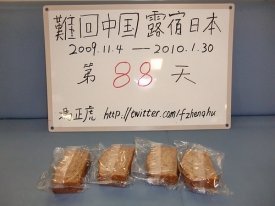 難回中国 露宿日本
2009.11.4 — 2010.1.30
第 88 天
冯正虎 http://twitter.com/fzhenghu